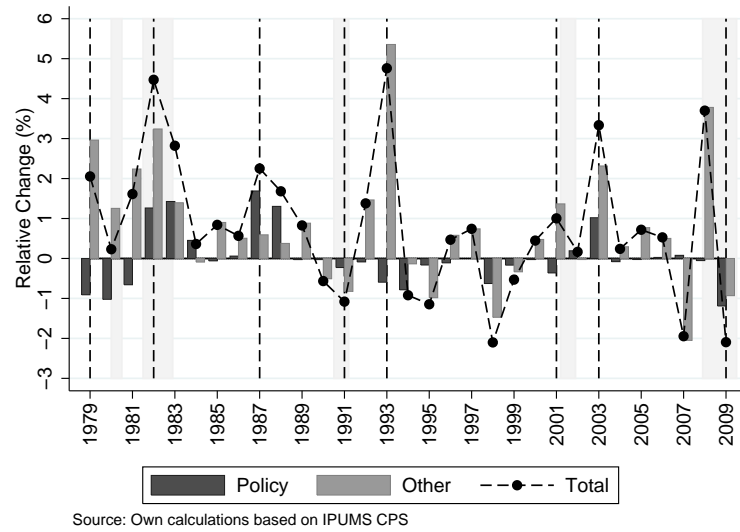 6
5
4
3
2
1
0
−1
−2
−3
Relative Change (%)
1979 1981 1983 1985 1987 1989 1991 1993 1995 1997 1999 2001 2003 2005 2007 2009
Policy Other Total
Source: Own calculations based on IPUMS CPS